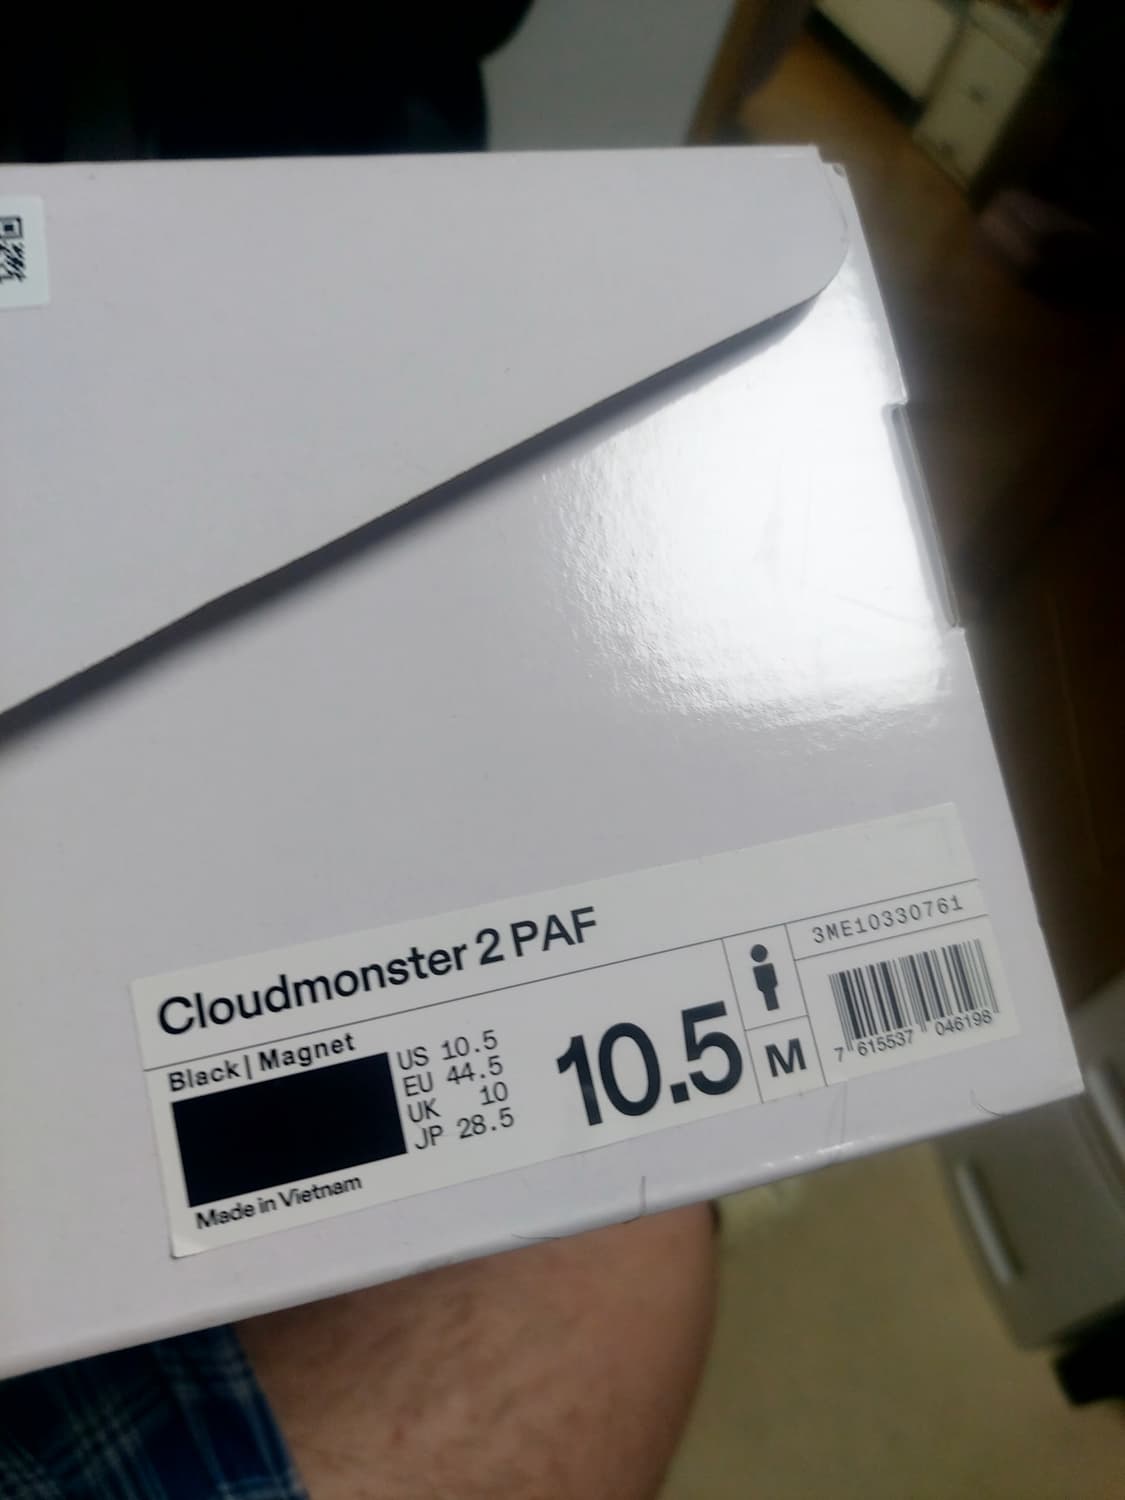 Cloudmonster 2 PAF
Black | Magnet
US 10.5
EU 44.5
UK 10
JP 28.5
Made in Vietnam
10.5
M
3ME10330761
7 615537 046198